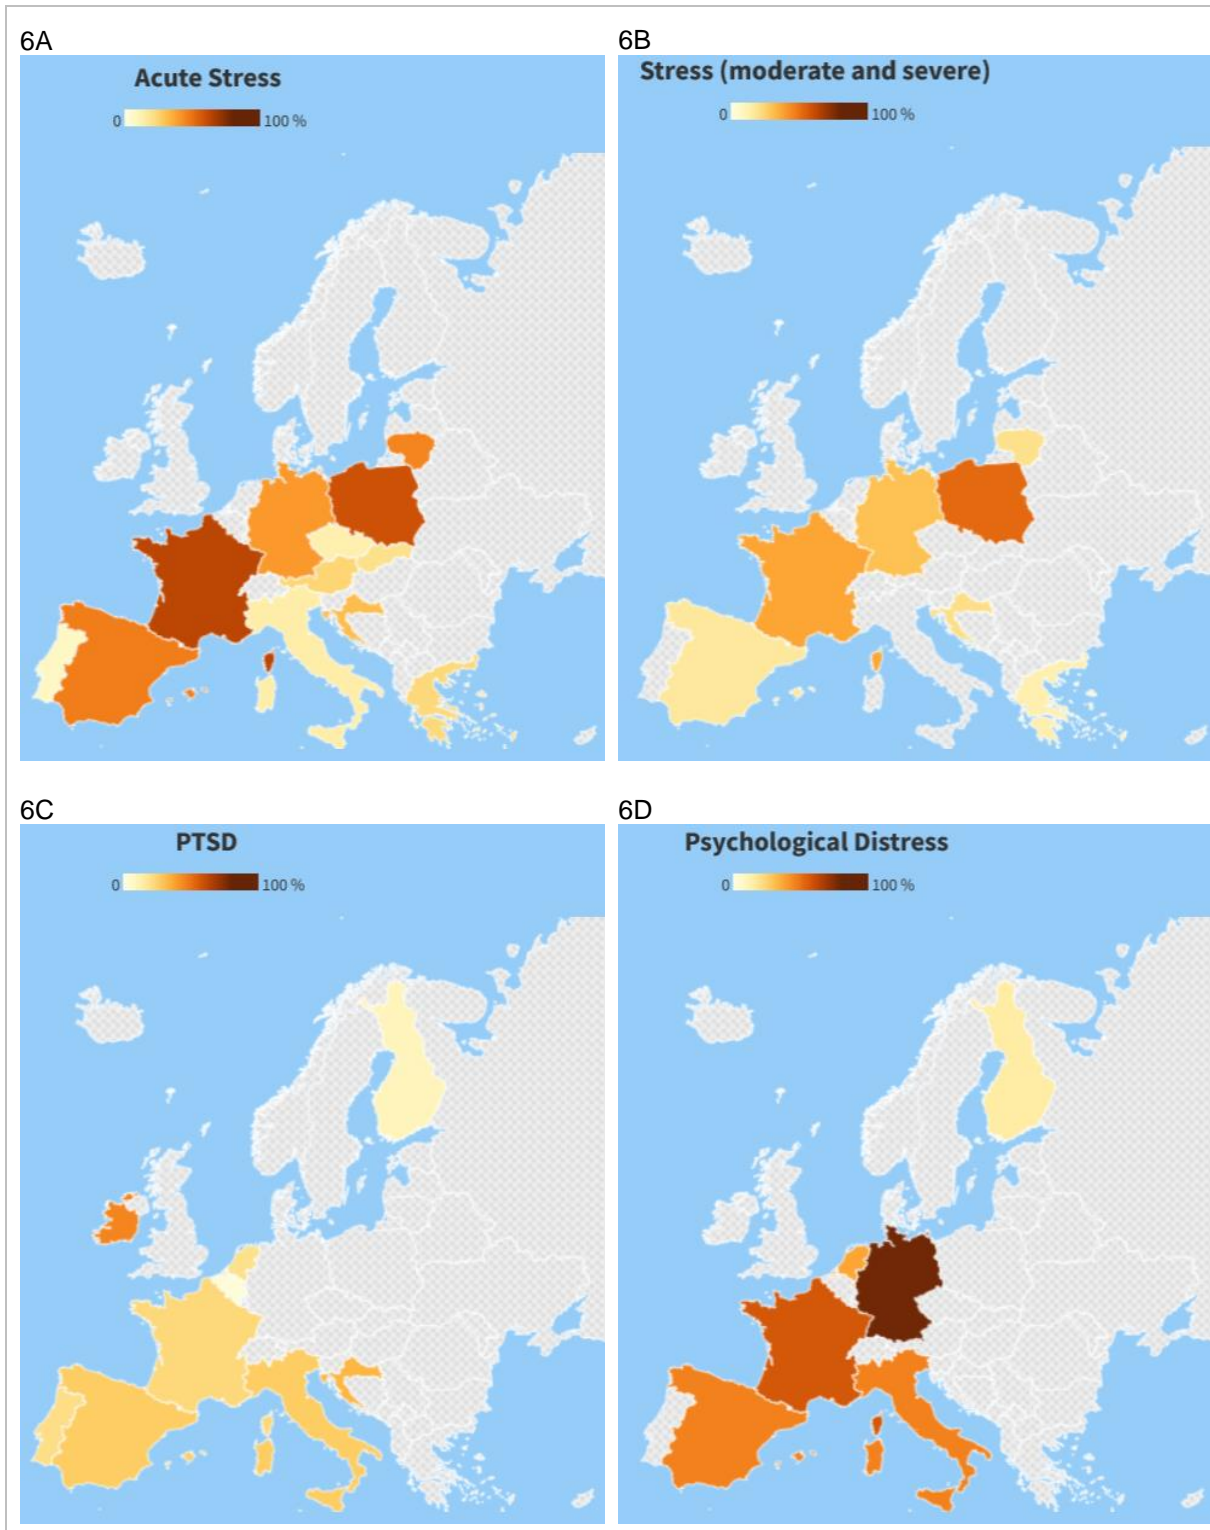 6A
Acute Stress
0 100 %
6B
Stress (moderate and severe)
0 100 %
6C
PTSD
0 100 %
6D
Psychological Distress
0 100 %